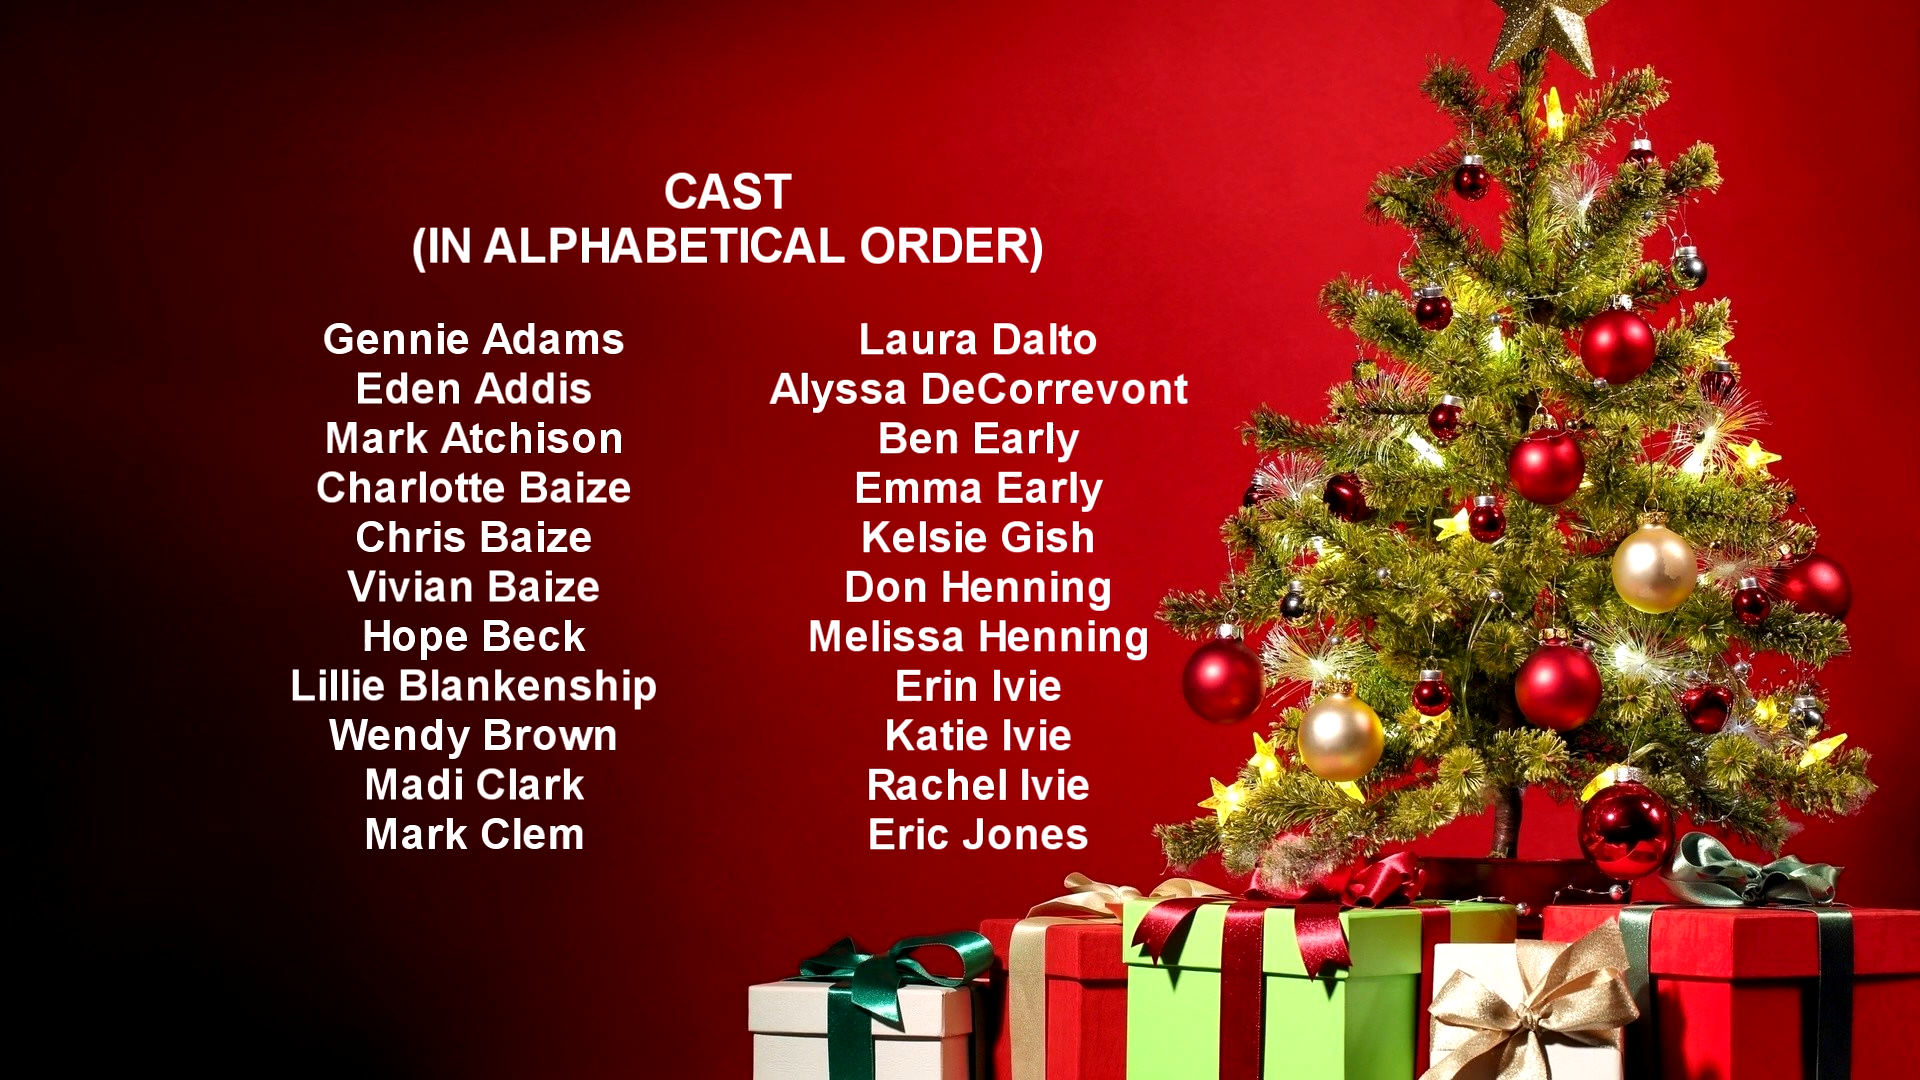 CAST
(IN ALPHABETICAL ORDER)
Gennie Adams
Eden Addis
Mark Atchison
Charlotte Baize
Chris Baize
Vivian Baize
Hope Beck
Lillie Blankenship
Wendy Brown
Madi Clark
Mark Clem
Laura Dalto
Alyssa DeCorrevont
Ben Early
Emma Early
Kelsie Gish
Don Henning
Melissa Henning
Erin Ivie
Katie Ivie
Rachel Ivie
Eric Jones